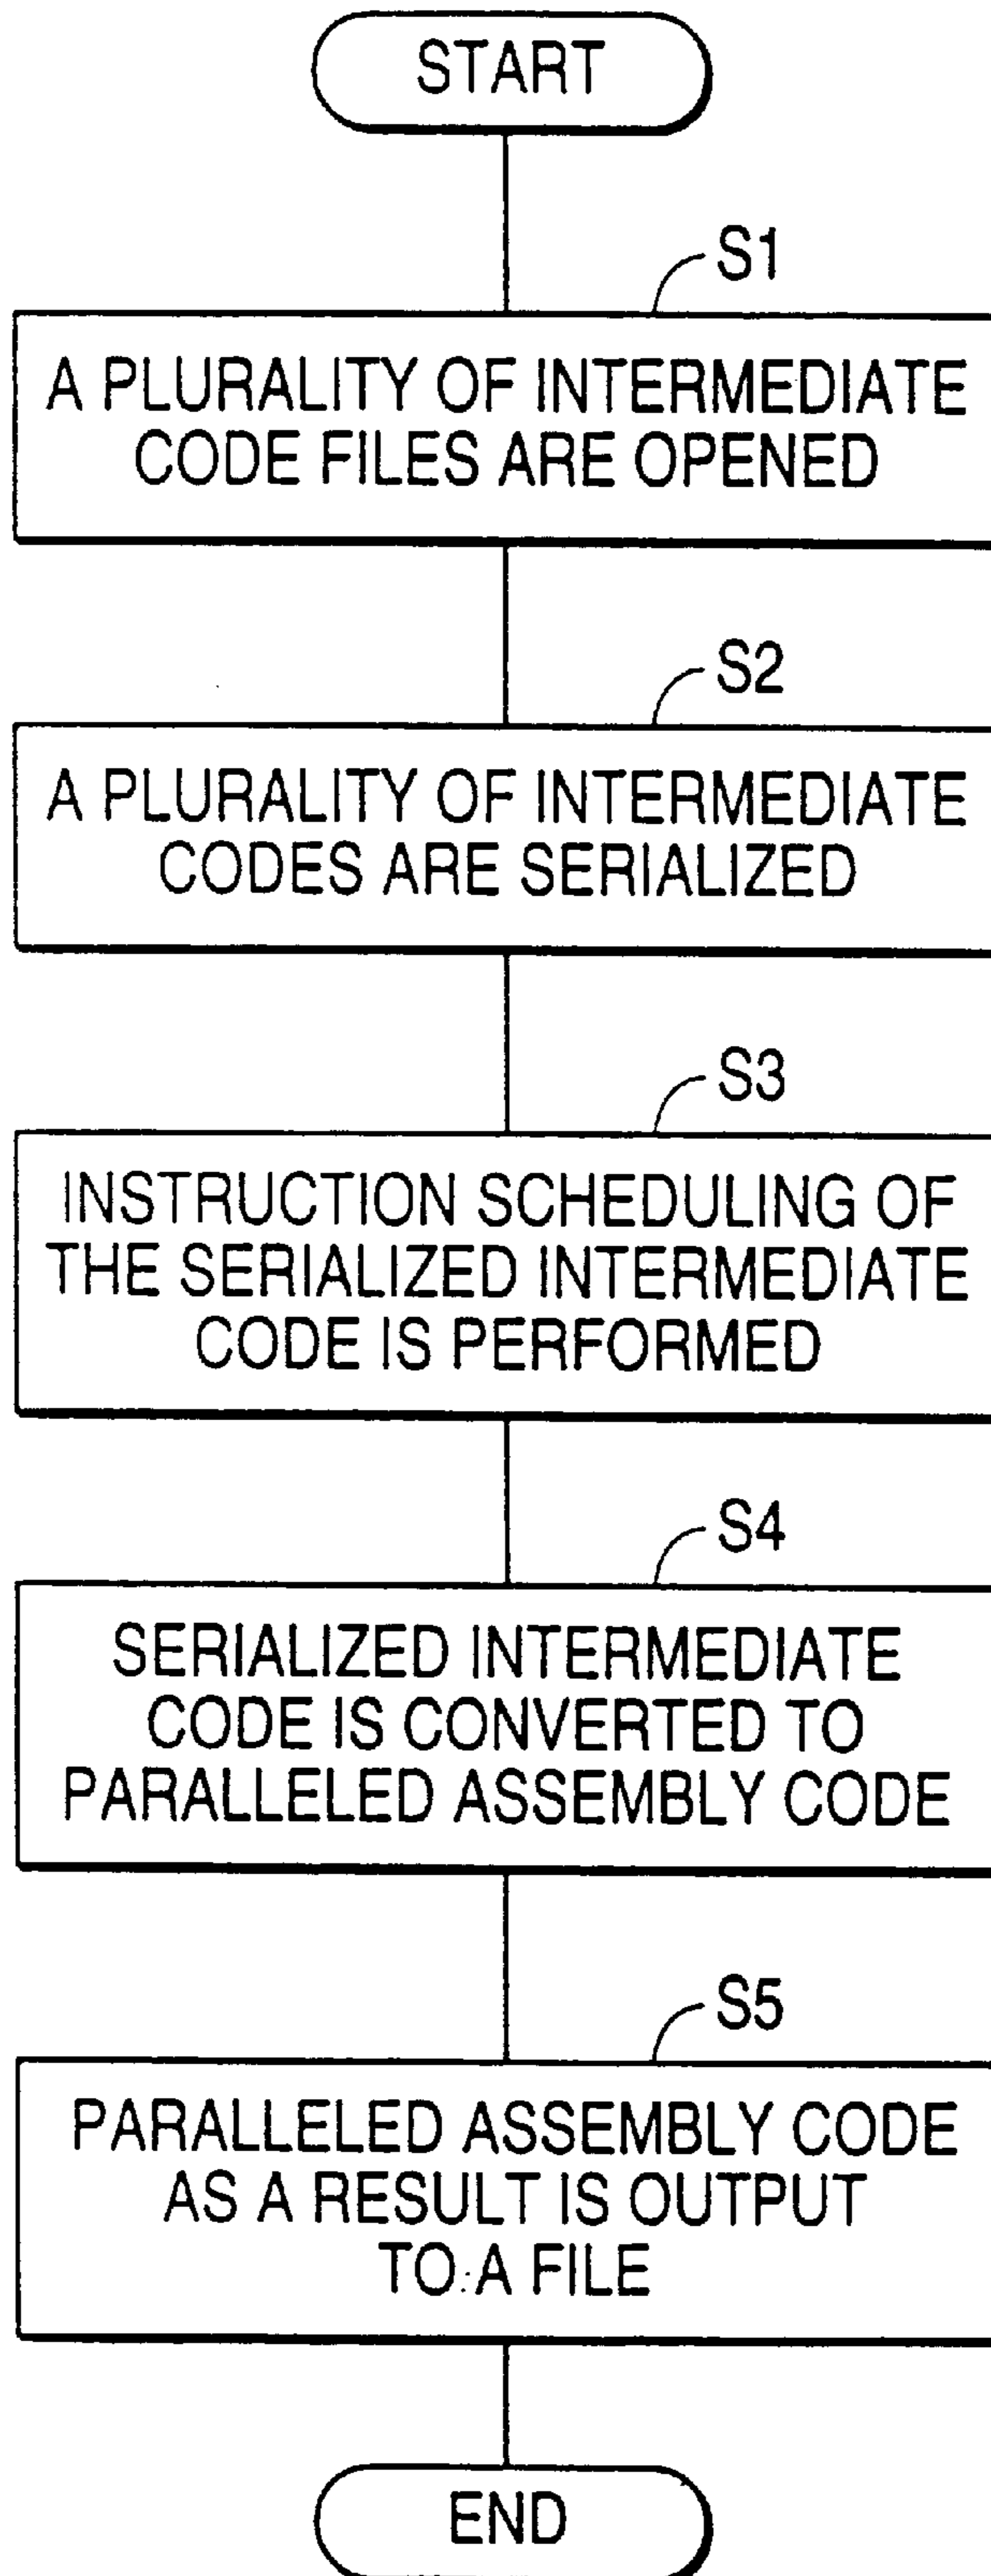 START
S1
A PLURALITY OF INTERMEDIATE
CODE FILES ARE OPENED
S2
A PLURALITY OF INTERMEDIATE
CODES ARE SERIALIZED
S3
INSTRUCTION SCHEDULING OF
THE SERIALIZED INTERMEDIATE
CODE IS PERFORMED
S4
SERIALIZED INTERMEDIATE
CODE IS CONVERTED TO
PARALLELED ASSEMBLY CODE
S5
PARALLELED ASSEMBLY CODE
AS A RESULT IS OUTPUT
TO A FILE
END